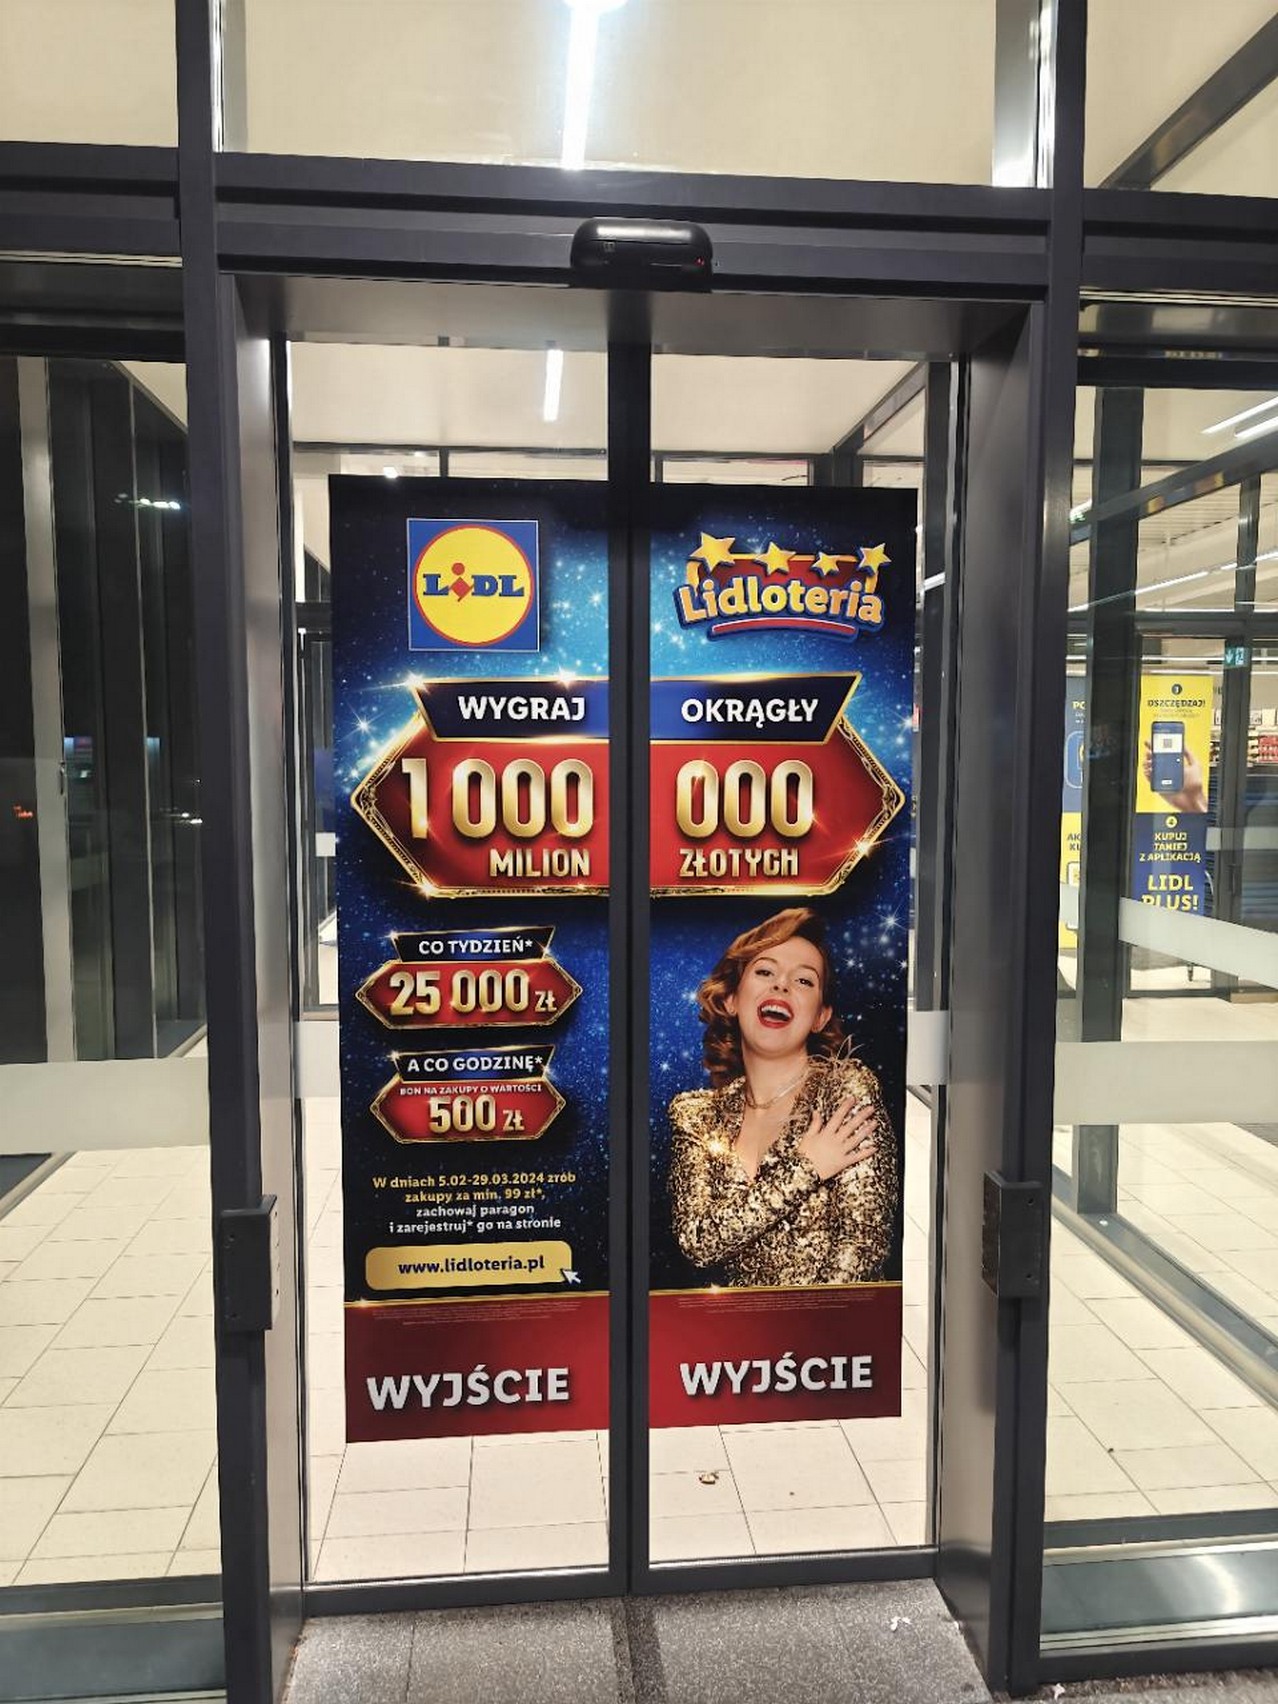 LIDL
Lidloteria
WYGRAJ OKRĄGŁY
1 000 000
MILION ZŁOTYCH
CO TYDZIEŃ*
25 000 ZŁ
A CO GODZINĘ*
BON NA ZAKUPY O WARTOŚCI
500 ZŁ
W dniach 5.02-29.03.2024 zrób
zakupy za min. 99 zł*,
zachowaj paragon
i zarejestruj* go na stronie
www.lidloteria.pl
WYJŚCIE WYJŚCIE
3
OSZCZĘDZAJ!
4
KUPUJ
TANIEJ
Z APLIKACJĄ
LIDL
PLUS!